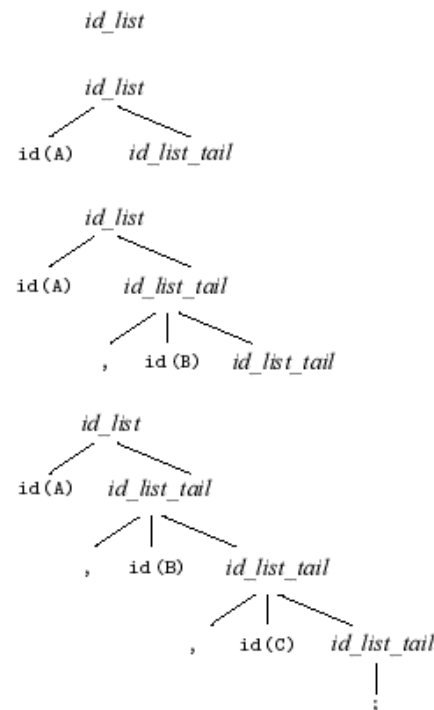 id_list
id_list
id(A) id_list_tail
id_list
id(A) id_list_tail
, id(B) id_list_tail
id_list
id(A) id_list_tail
, id(B) id_list_tail
, id(C) id_list_tail
;